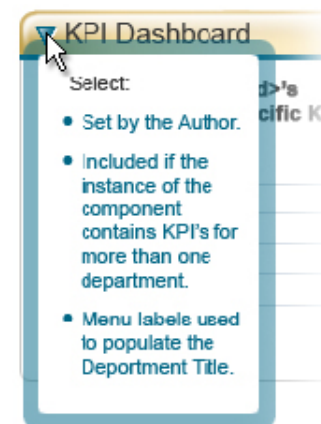 KPI Dashboard
Select:
d>'s
• Set by the Author.
cific K
• Included if the
instance of the
component
contains KPI's for
more than one
department.
• Menu labels used
to populate the
Deportment Title.